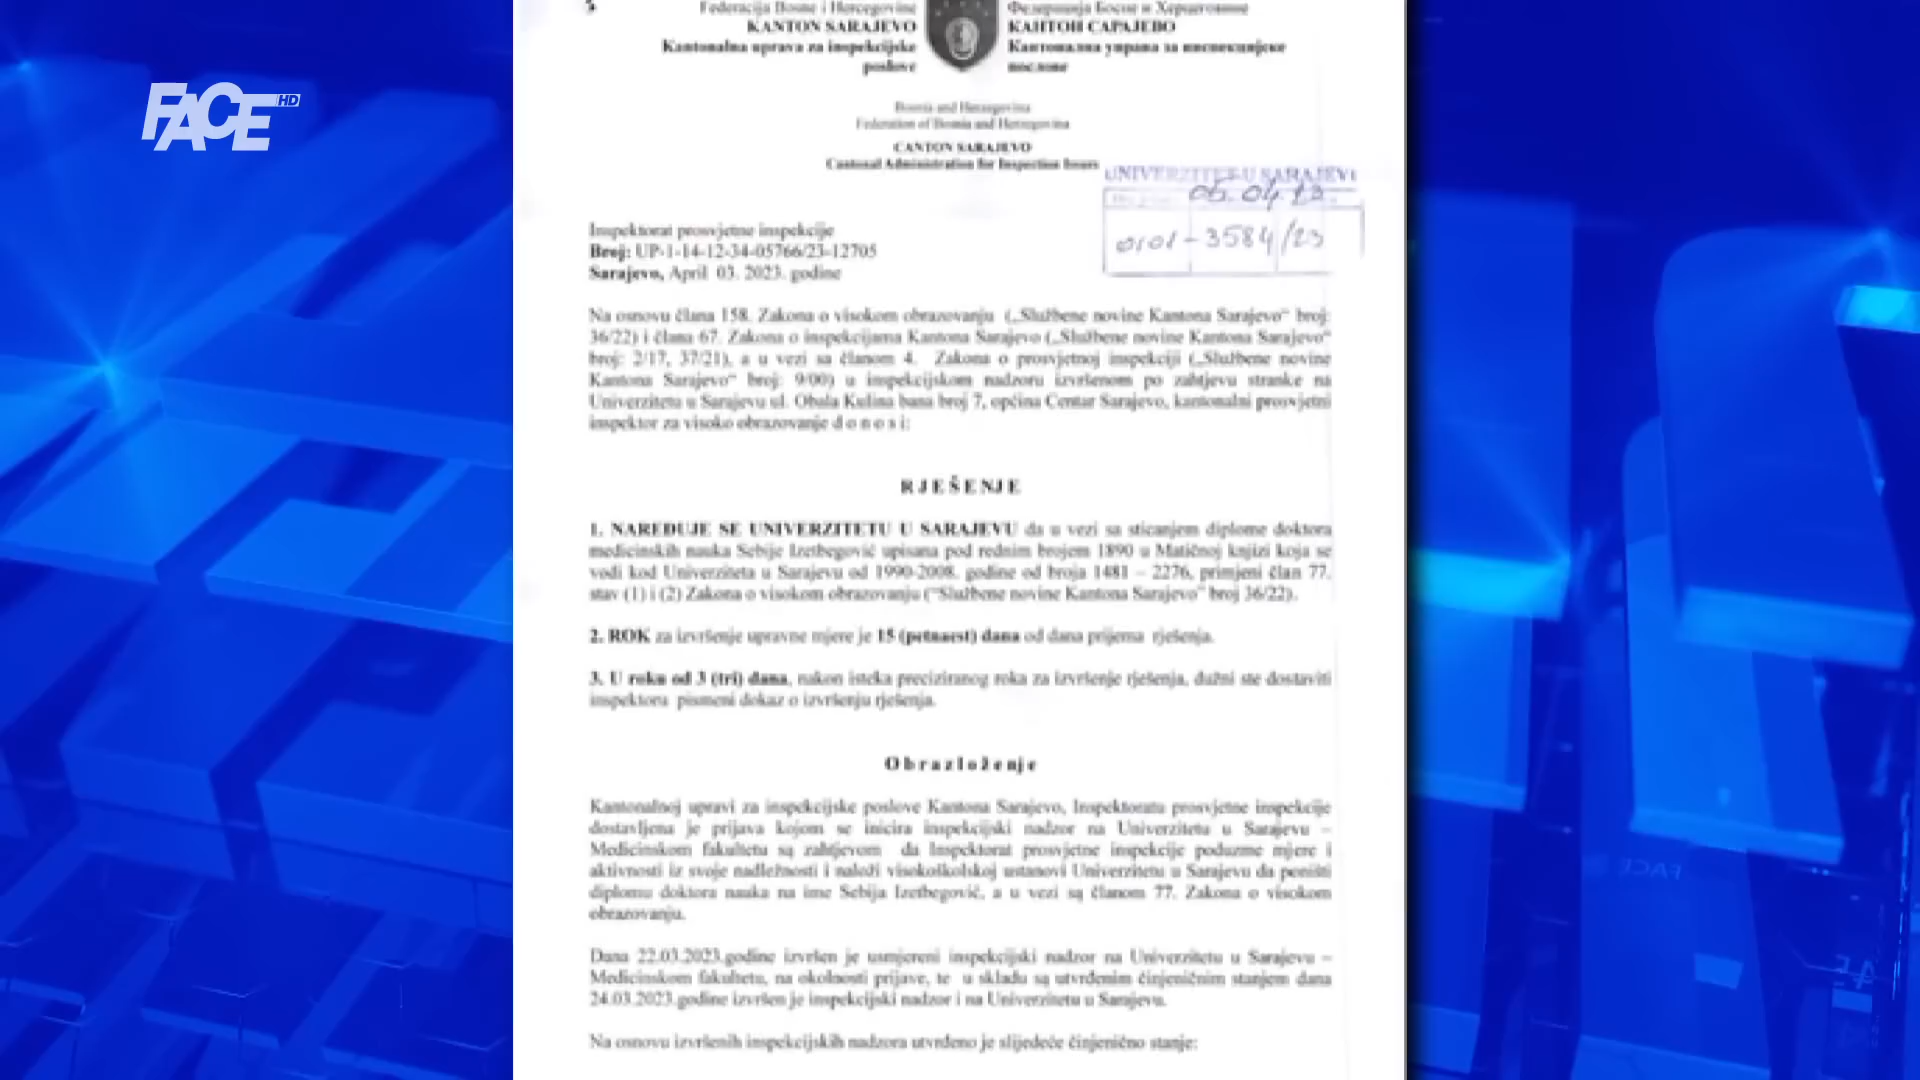 FACE HD
5
Federacija Bosne i Hercegovine
KANTON SARAJEVO
Kantonalna uprava za inspekcijske
poslove
Федерација Босне и Херцеговине
КАНТОН САРАЈЕВО
Кантонална управа за инспекцијске
послове
Bosnia and Herzegovina
Federation of Bosnia and Herzegovina
CANTON SARAJEVO
Cantonal Administration for Inspection Issues
UNIVERZITET U SARAJEVU
05.04.23
0101-3584/23
Inspektorat prosvjetne inspekcije
Broj: UP-1-14-12-34-05766/23-12705
Sarajevo, April 03. 2023. godine
Na osnovu člana 158. Zakona o visokom obrazovanju („Službene novine Kantona Sarajevo“ broj:
36/22) i člana 67. Zakona o inspekcijama Kantona Sarajevo („Službene novine Kantona Sarajevo“
broj: 2/17, 37/21), a u vezi sa članom 4. Zakona o prosvjetnoj inspekciji („Službene novine
Kantona Sarajevo“ broj: 9/00) u inspekcijskom nadzoru izvršenom po zahtjevu stranke na
Univerzitetu u Sarajevu ul. Obala Kulina bana broj 7, općina Centar Sarajevo, kantonalni prosvjetni
inspektor za visoko obrazovanje d o n o s i:
R J E Š E N J E
1. NAREĐUJE SE UNIVERZITETU U SARAJEVU da u vezi sa sticanjem diplome doktora
medicinskih nauka Sebije Izetbegović upisana pod rednim brojem 1890 u Matičnoj knjizi koja se
vodi kod Univerziteta u Sarajevu od 1990-2008. godine od broja 1481 – 2276, primjeni član 77.
stav (1) i (2) Zakona o visokom obrazovanju (“Službene novine Kantona Sarajevo” broj 36/22).
2. ROK za izvršenje upravne mjere je 15 (petnaest) dana od dana prijema rješenja.
3. U roku od 3 (tri) dana, nakon isteka preciziranog roka za izvršenje rješenja, dužni ste dostaviti
inspektoru pismeni dokaz o izvršenju rješenja.
O b r a z l o ž e nj e
Kantonalnoj upravi za inspekcijske poslove Kantona Sarajevo, Inspektoratu prosvjetne inspekcije
dostavljena je prijava kojom se inicira inspekcijski nadzor na Univerzitetu u Sarajevu –
Medicinskom fakultetu sa zahtjevom da Inspektorat prosvjetne inspekcije poduzme mjere i
aktivnosti iz svoje nadležnosti i naloži visokoškolskoj ustanovi Univerzitetu u Sarajevu da poništi
diplomu doktora nauka na ime Sebija Izetbegović, a u vezi sa članom 77. Zakona o visokom
obrazovanju.
Dana 22.03.2023.godine izvršen je usmjereni inspekcijski nadzor na Univerzitetu u Sarajevu –
Medicinskom fakultetu, na okolnosti prijave, te u skladu sa utvrđenim činjeničnim stanjem dana
24.03.2023.godine izvršen je inspekcijski nadzor i na Univerzitetu u Sarajevu.
Na osnovu izvršenih inspekcijskih nadzora utvrđeno je slijedeće činjenično stanje:
FACE